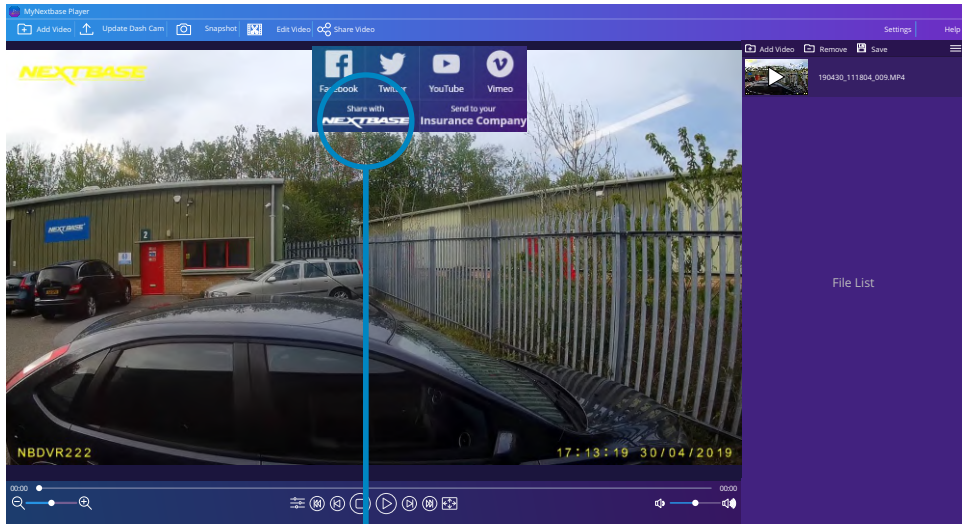 MyNextbase Player
Add Video Update Dash Cam Snapshot Edit Video Share Video Settings Help
Add Video Remove Save
190430_111804_009.MP4
File List
NEXTBASE
Facebook Twitter YouTube Vimeo
Share with
NEXTBASE
Send to your
Insurance Company
NEXTBASE
2
NBDVR222
17:13:19 30/04/2019
00:00
00:00